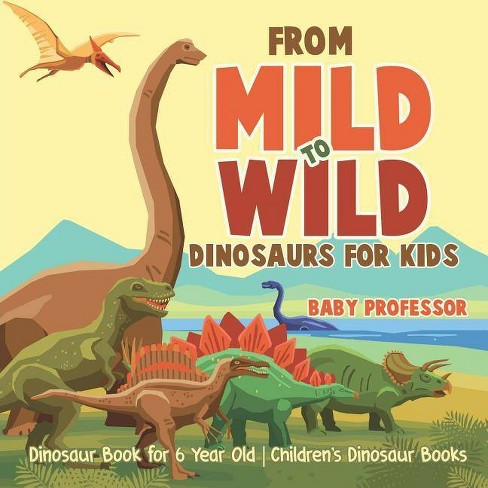 FROM
MILD
TO
WILD
DINOSAURS FOR KIDS
BABY PROFESSOR
Dinosaur Book for 6 Year Old | Children's Dinosaur Books